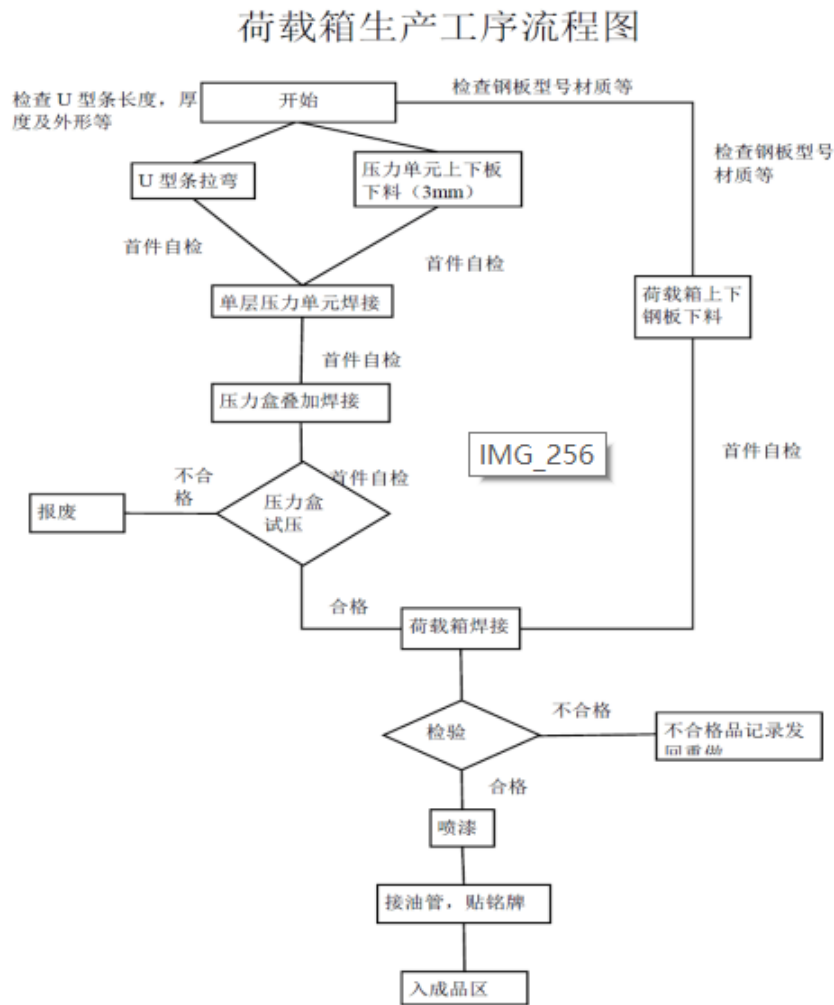 荷载箱生产工序流程图
检查 U 型条长度，厚
度及外形等
开始
检查钢板型号材质等
检查钢板型号
材质等
U 型条拉弯
压力单元上下板
下料（3mm）
首件自检
首件自检
单层压力单元焊接
荷载箱上下
钢板下料
首件自检
压力盒叠加焊接
IMG_256
首件自检
不合
格
首件自检
报废
压力盒
试压
合格
荷载箱焊接
检验
不合格
不合格品记录发
回重做
合格
喷漆
接油管，贴铭牌
入成品区